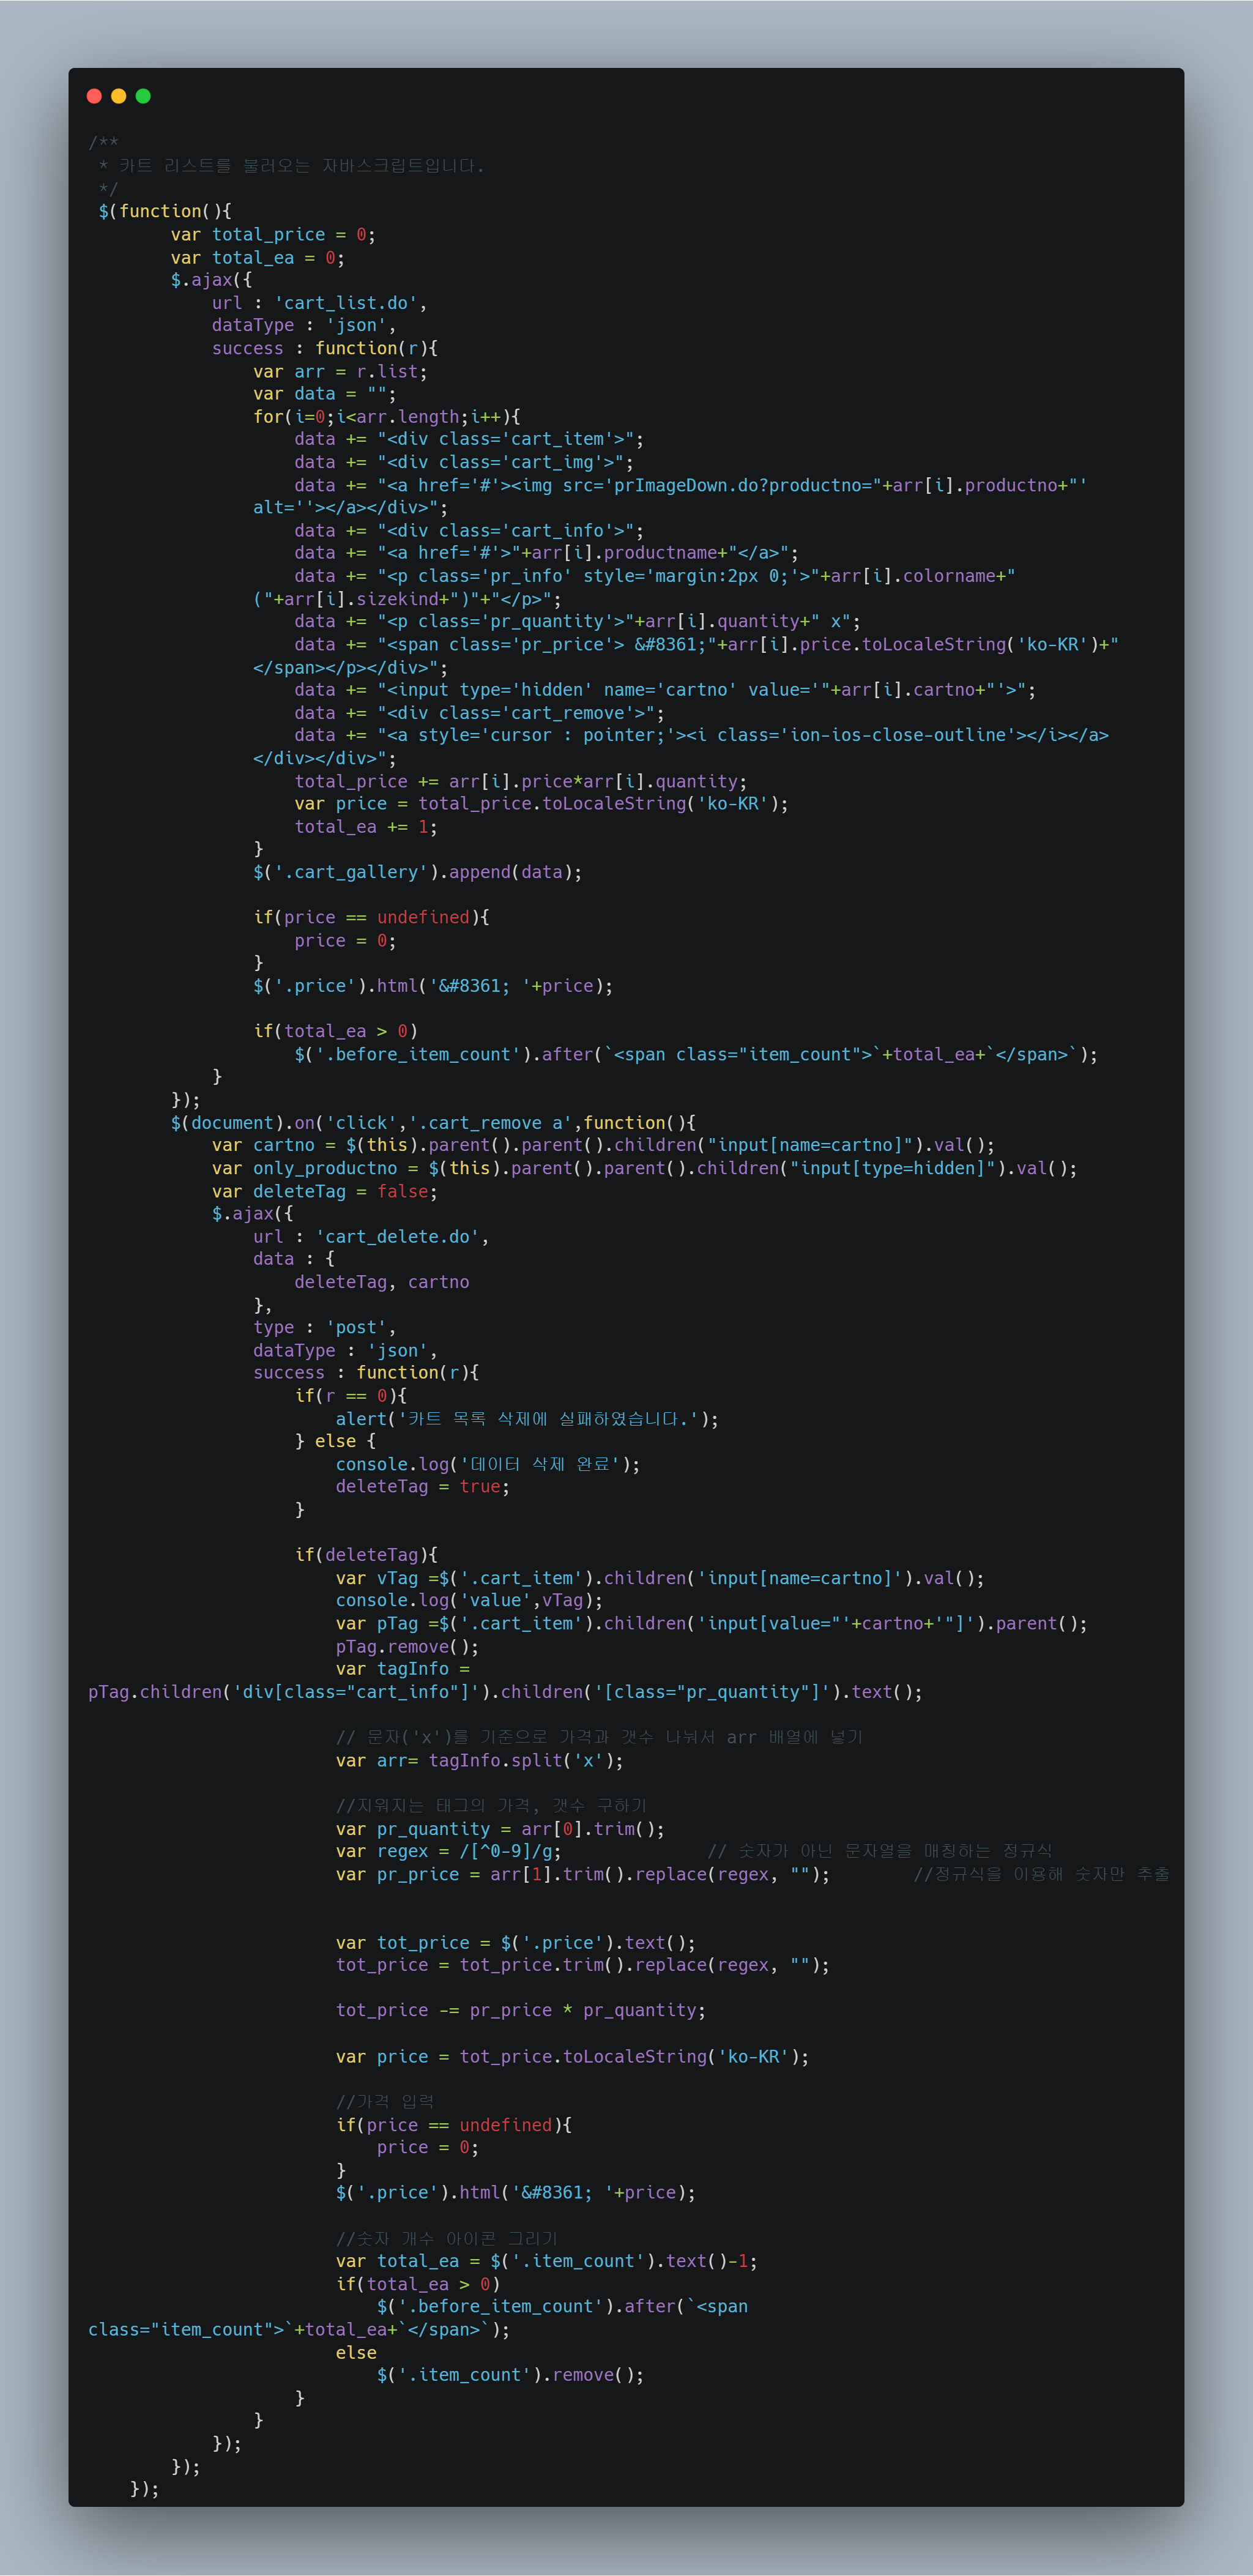 /**
 * 카트 리스트를 불러오는 자바스크립트입니다.
 */
 $(function(){
        var total_price = 0;
        var total_ea = 0;
        $.ajax({
            url : 'cart_list.do',
            dataType : 'json',
            success : function(r){
                var arr = r.list;
                var data = "";
                for(i=0;i<arr.length;i++){
                    data += "<div class='cart_item'>";
                    data += "<div class='cart_img'>";
                    data += "<a href='#'><img src='prImageDown.do?productno="+arr[i].productno+"'
                alt=''></a></div>";
                    data += "<div class='cart_info'>";
                    data += "<a href='#'>"+arr[i].productname+"</a>";
                    data += "<p class='pr_info' style='margin:2px 0;'>"+arr[i].colorname+"
                ("+arr[i].sizekind+")"+"</p>";
                    data += "<p class='pr_quantity'>"+arr[i].quantity+" x";
                    data += "<span class='pr_price'> &#8361;"+arr[i].price.toLocaleString('ko-KR')+"
                </span></p></div>";
                    data += "<input type='hidden' name='cartno' value='"+arr[i].cartno+"'>";
                    data += "<div class='cart_remove'>";
                    data += "<a style='cursor : pointer;'><i class='ion-ios-close-outline'></i></a>
                </div></div>";
                    total_price += arr[i].price*arr[i].quantity;
                    var price = total_price.toLocaleString('ko-KR');
                    total_ea += 1;
                }
                $('.cart_gallery').append(data);

                if(price == undefined){
                    price = 0;
                }
                $('.price').html('&#8361; '+price);

                if(total_ea > 0)
                    $('.before_item_count').after(`<span class="item_count">`+total_ea+`</span>`);
            }
        });
        $(document).on('click','.cart_remove a',function(){
            var cartno = $(this).parent().parent().children("input[name=cartno]").val();
            var only_productno = $(this).parent().parent().children("input[type=hidden]").val();
            var deleteTag = false;
            $.ajax({
                url : 'cart_delete.do',
                data : {
                    deleteTag, cartno
                },
                type : 'post',
                dataType : 'json',
                success : function(r){
                    if(r == 0){
                        alert('카트 목록 삭제에 실패하였습니다.');
                    } else {
                        console.log('데이터 삭제 완료');
                        deleteTag = true;
                    }

                    if(deleteTag){
                        var vTag =$('.cart_item').children('input[name=cartno]').val();
                        console.log('value',vTag);
                        var pTag =$('.cart_item').children('input[value="'+cartno+'"]').parent();
                        pTag.remove();
                        var tagInfo =
pTag.children('div[class="cart_info"]').children('[class="pr_quantity"]').text();

                        // 문자('x')를 기준으로 가격과 갯수 나눠서 arr 배열에 넣기
                        var arr= tagInfo.split('x');

                        //지워지는 태그의 가격, 갯수 구하기
                        var pr_quantity = arr[0].trim();
                        var regex = /[^0-9]/g;              // 숫자가 아닌 문자열을 매칭하는 정규식
                        var pr_price = arr[1].trim().replace(regex, "");        //정규식을 이용해 숫자만 추출


                        var tot_price = $('.price').text();
                        tot_price = tot_price.trim().replace(regex, "");

                        tot_price -= pr_price * pr_quantity;

                        var price = tot_price.toLocaleString('ko-KR');

                        //가격 입력
                        if(price == undefined){
                            price = 0;
                        }
                        $('.price').html('&#8361; '+price);

                        //숫자 개수 아이콘 그리기
                        var total_ea = $('.item_count').text()-1;
                        if(total_ea > 0)
                            $('.before_item_count').after(`<span
class="item_count">`+total_ea+`</span>`);
                        else
                            $('.item_count').remove();
                    }
                }
            });
        });
    });